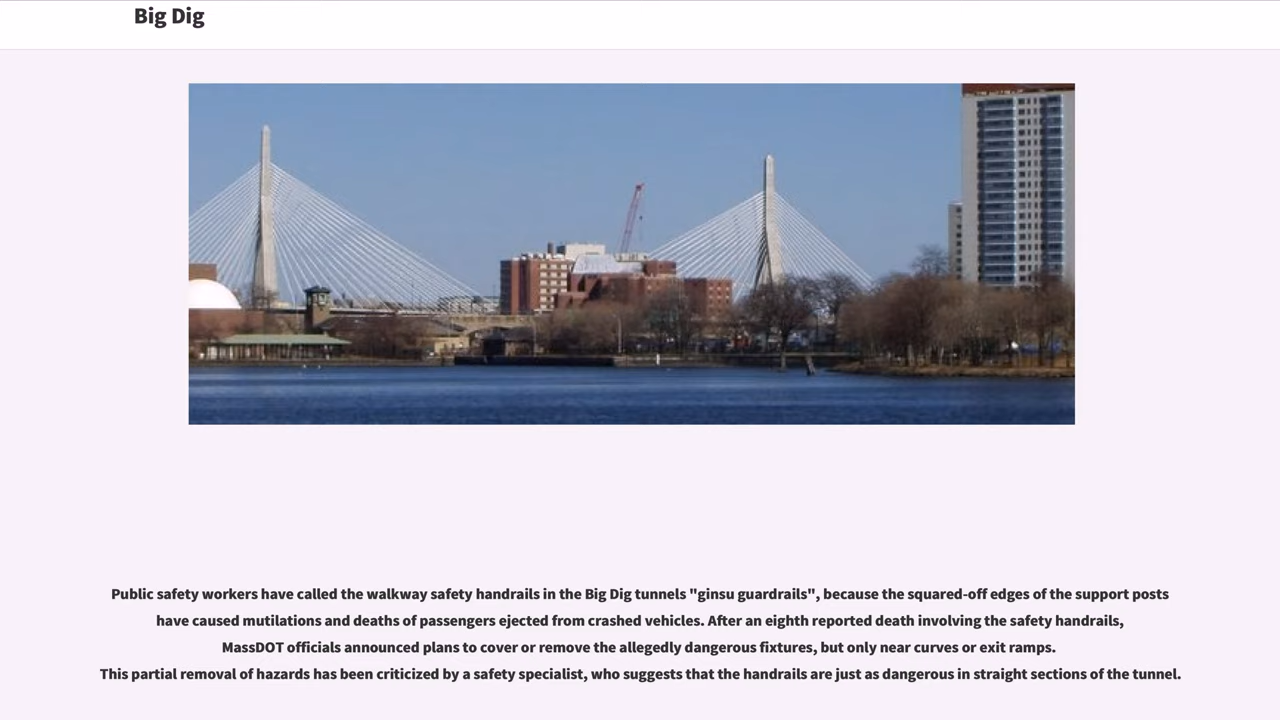 Big Dig
Public safety workers have called the walkway safety handrails in the Big Dig tunnels "ginsu guardrails", because the squared-off edges of the support posts
have caused mutilations and deaths of passengers ejected from crashed vehicles. After an eighth reported death involving the safety handrails,
MassDOT officials announced plans to cover or remove the allegedly dangerous fixtures, but only near curves or exit ramps.
This partial removal of hazards has been criticized by a safety specialist, who suggests that the handrails are just as dangerous in straight sections of the tunnel.